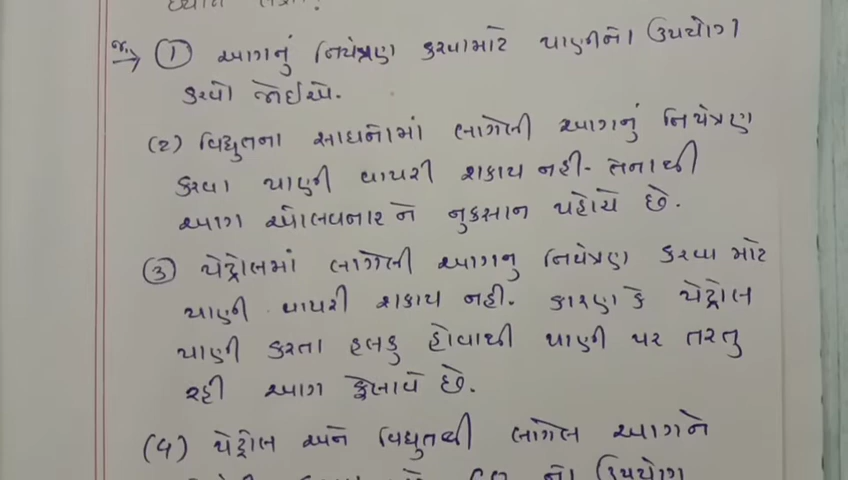 જ. → ① આગનું નિયંત્રણ કરવા માટે પાણીનો ઉપયોગ
કરવો જોઈએ.
(૨) વિદ્યુતના સાધનોમાં લાગેલી આગનું નિયંત્રણ
કરવા પાણી વાપરી શકાય નહી. તેનાથી
આગ ઓલવનારને નુકસાન પહોચે છે.
③ પેટ્રોલમાં લાગેલી આગનુ નિયંત્રણ કરવા માટે
પાણી વાપરી શકાય નહી. કારણ કે પેટ્રોલ
પાણી કરતા હલકુ હોવાથી પાણી પર તરતુ
રહી આગ ફેલાવે છે.
(૪) પેટ્રોલ અને વિદ્યુતથી લાગેલ આગને
નો ઉપયોગ